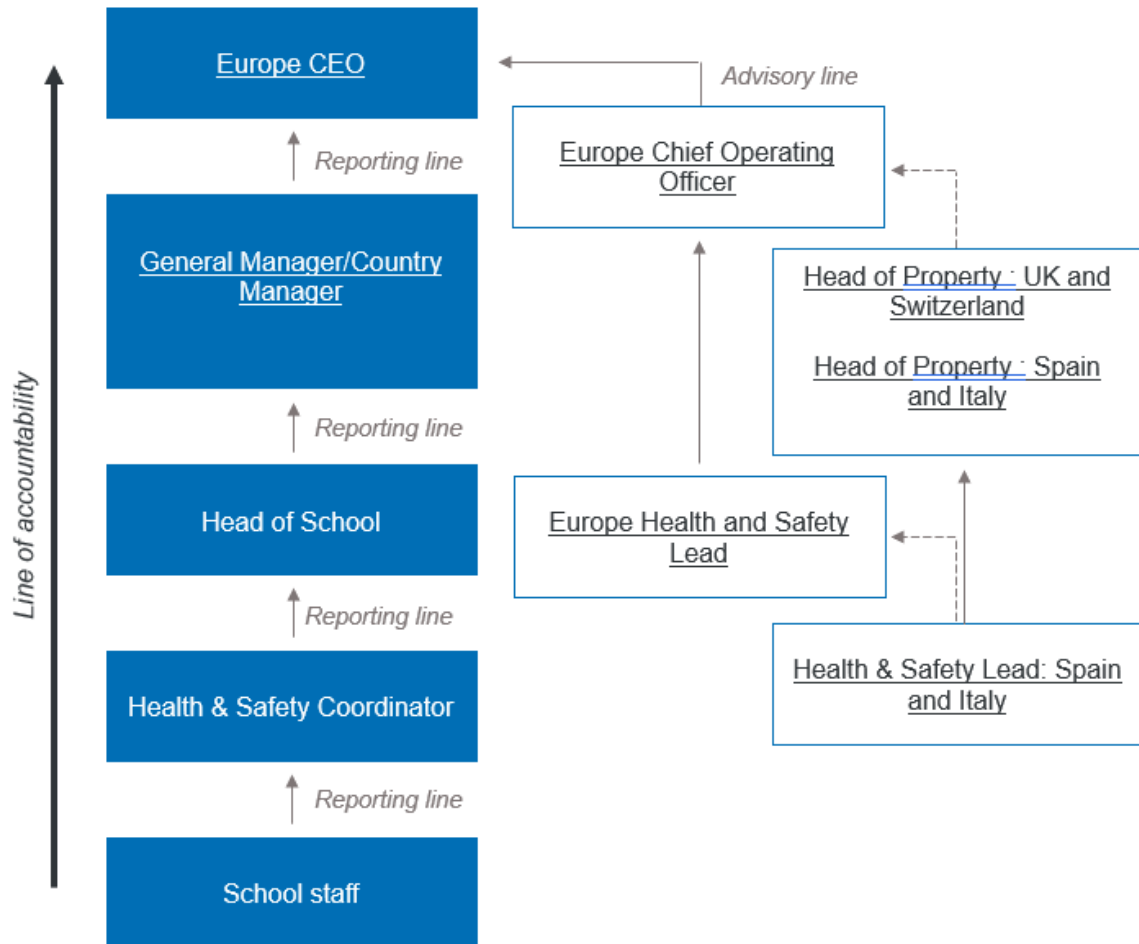 Europe CEO
Advisory line
Reporting line
Europe Chief Operating
Officer
General Manager/Country
Manager
Head of Property : UK and
Switzerland
Head of Property : Spain
and Italy
Line of accountability
Reporting line
Head of School
Europe Health and Safety
Lead
Reporting line
Health & Safety Coordinator
Health & Safety Lead: Spain
and Italy
Reporting line
School staff